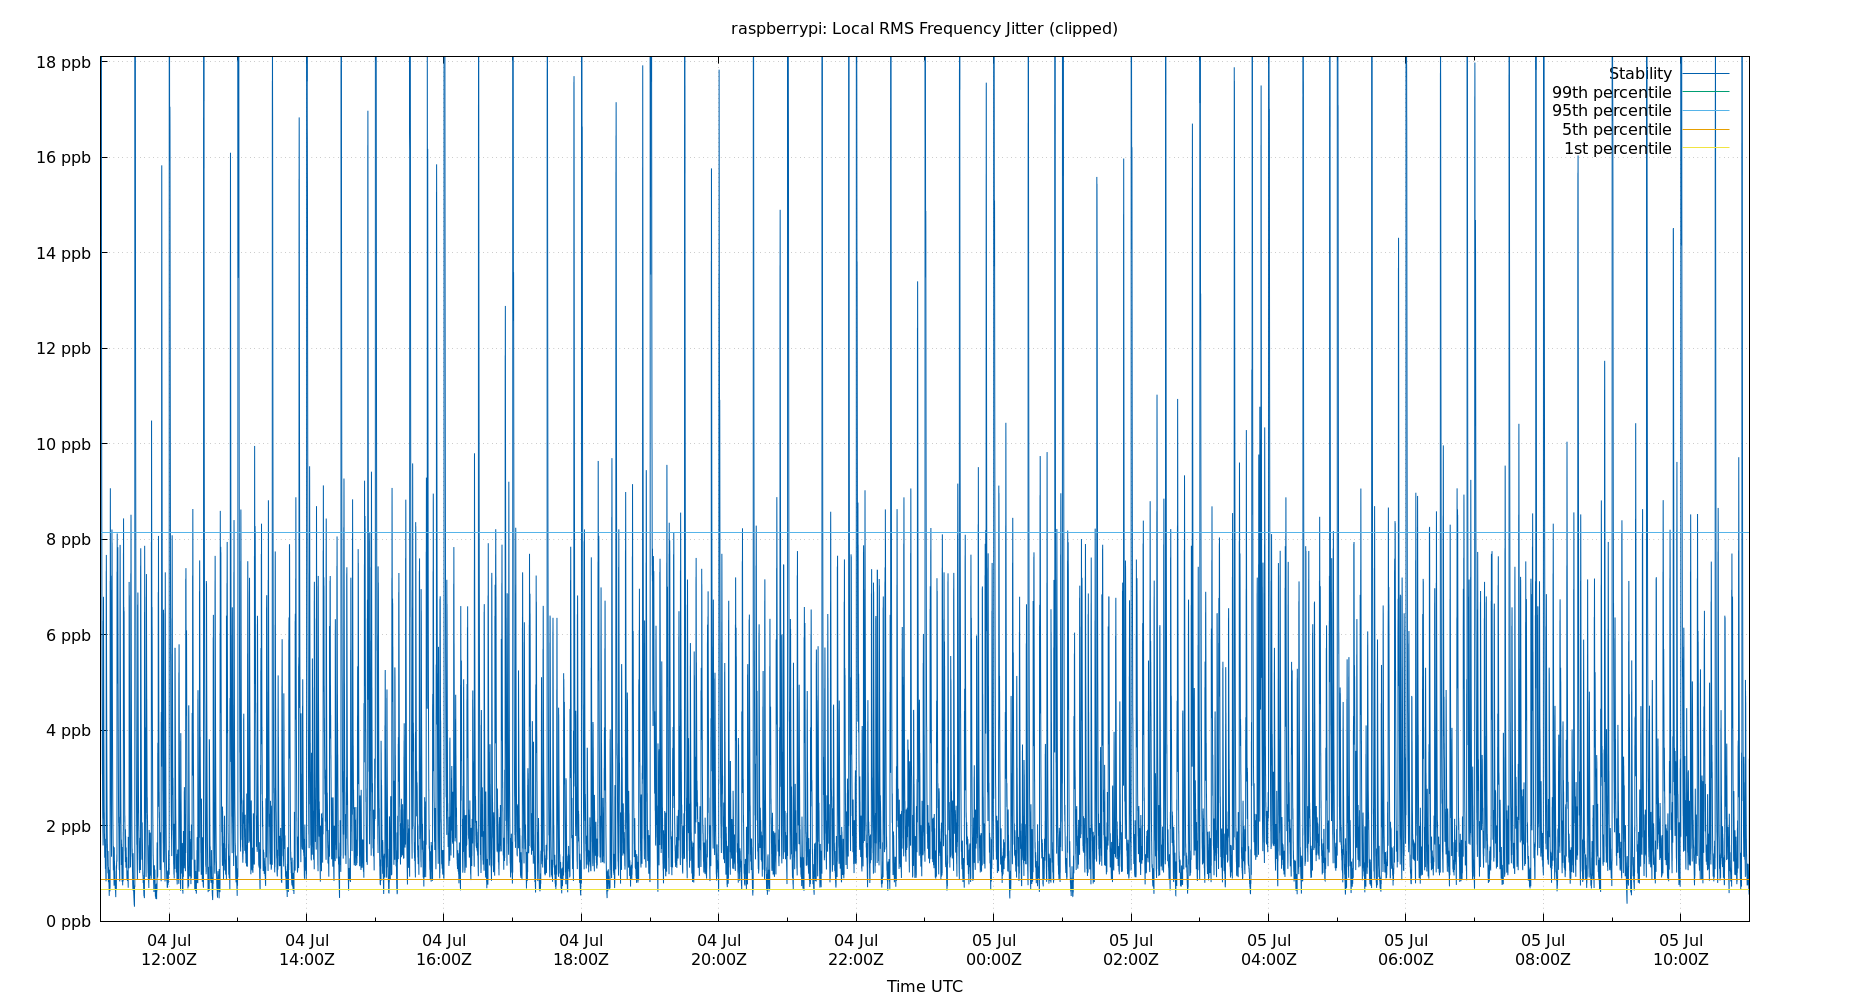 raspberrypi: Local RMS Frequency Jitter (clipped)
18 ppb
16 ppb
14 ppb
12 ppb
10 ppb
8 ppb
6 ppb
4 ppb
2 ppb
0 ppb
Stability
99th percentile
95th percentile
5th percentile
1st percentile
04 Jul 04 Jul 04 Jul 04 Jul 04 Jul 04 Jul 05 Jul 05 Jul 05 Jul 05 Jul 05 Jul 05 Jul
12:00Z 14:00Z 16:00Z 18:00Z 20:00Z 22:00Z 00:00Z 02:00Z 04:00Z 06:00Z 08:00Z 10:00Z
Time UTC